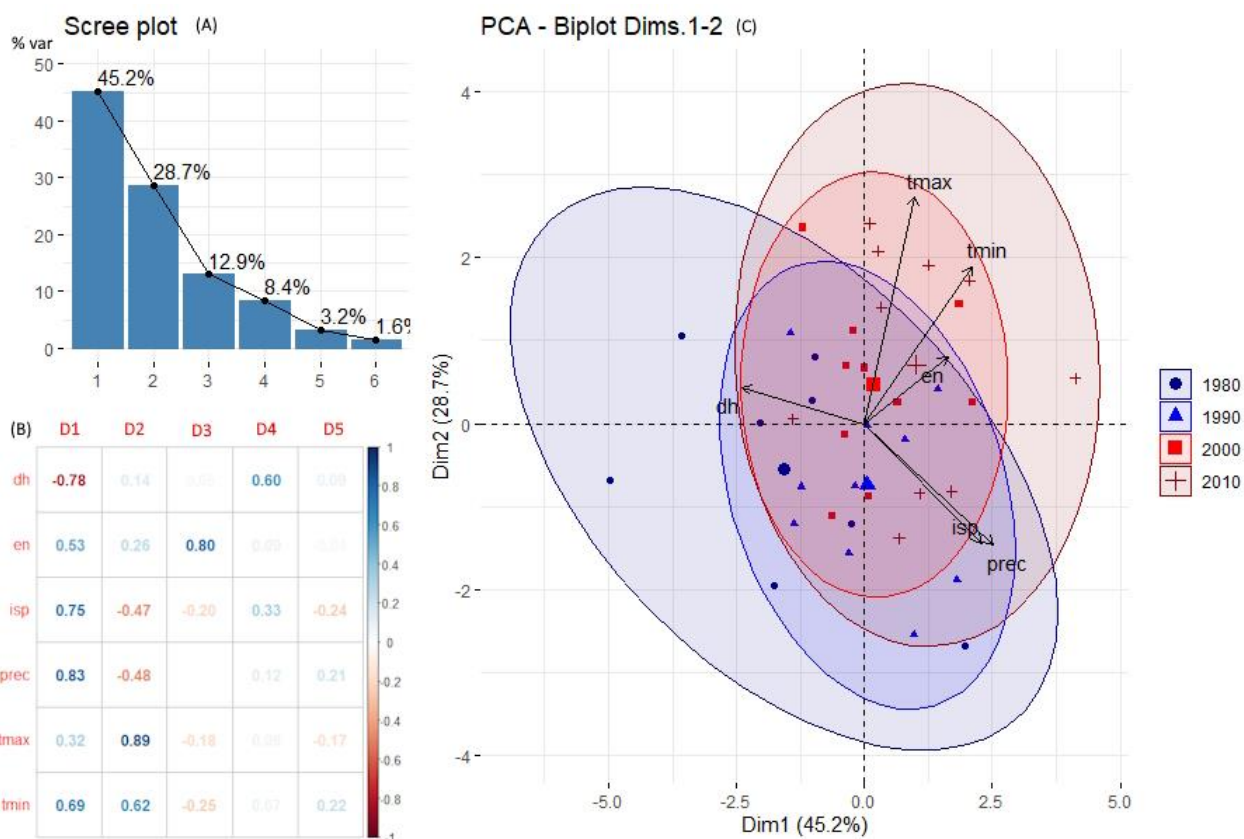 Scree plot (A)
% var
50
40
30
20
10
0
45.2%
28.7%
12.9%
8.4%
3.2%
1.6%
1 2 3 4 5 6
(B) D1 D2 D3 D4 D5
dh -0.78 0.14 0.60 0.09
en 0.53 0.26 0.80 0.09
isp 0.75 -0.47 -0.20 0.33 -0.24
prec 0.83 -0.48 0.12 0.21
tmax 0.32 0.89 -0.18 -0.17
tmin 0.69 0.62 -0.25 0.07 0.22
1
0.8
0.6
0.4
0.2
0
-0.2
-0.4
-0.6
-0.8
-1
PCA - Biplot Dims.1-2 (C)
Dim2 (28.7%)
4
2
0
-2
-4
tmax
tmin
en
dh
isp
prec
-5.0 -2.5 0.0 2.5 5.0
Dim1 (45.2%)
1980
1990
2000
2010